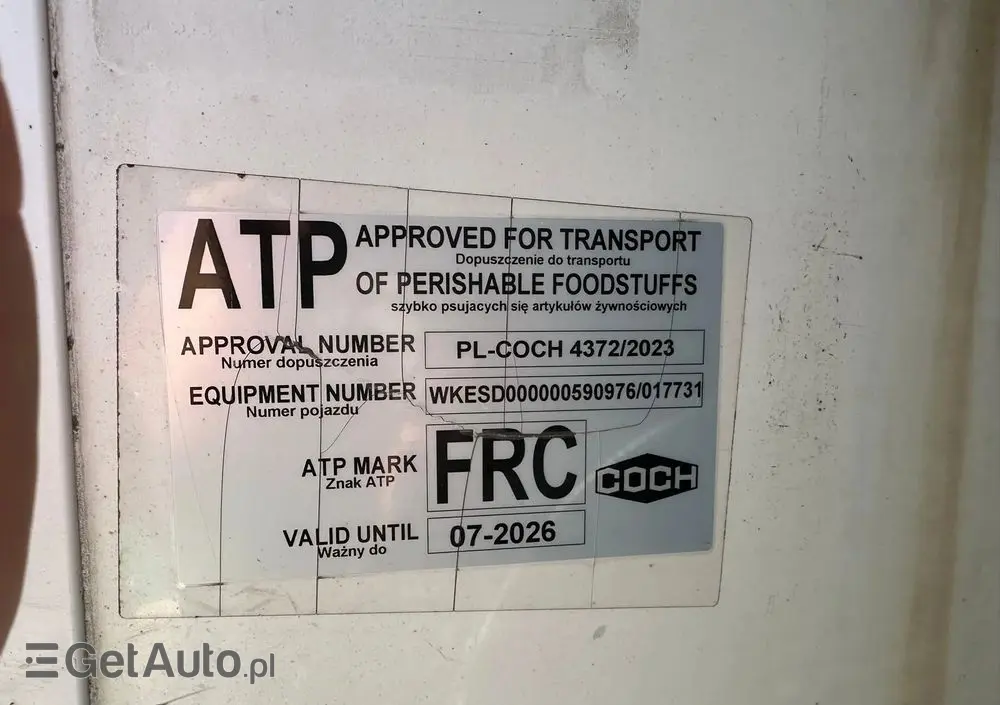 ATP
APPROVED FOR TRANSPORT
Dopuszczenie do transportu
OF PERISHABLE FOODSTUFFS
szybko psujacych się artykułów żywnościowych
APPROVAL NUMBER PL-COCH 4372/2023
Numer dopuszczenia
EQUIPMENT NUMBER WKESD000000590976/017731
Numer pojazdu
ATP MARK FRC
Znak ATP
COCH
VALID UNTIL 07-2026
Ważny do
GetAuto.pl